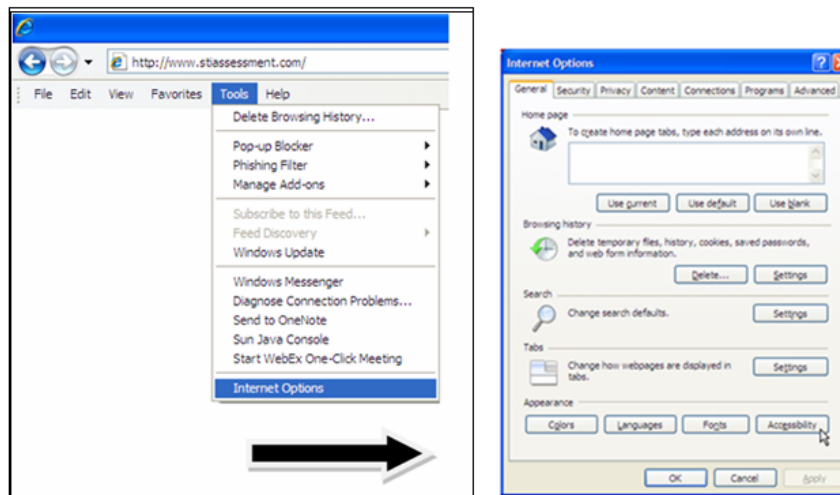 http://www.stiassessment.com/
File Edit View Favorites Tools Help
Delete Browsing History...
Pop-up Blocker
Phishing Filter
Manage Add-ons
Subscribe to this Feed...
Feed Discovery
Windows Update
Windows Messenger
Diagnose Connection Problems...
Send to OneNote
Sun Java Console
Start WebEx One-Click Meeting
Internet Options
Internet Options
General Security Privacy Content Connections Programs Advanced
Home page
To create home page tabs, type each address on its own line.
Use current Use default Use blank
Browsing history
Delete temporary files, history, cookies, saved passwords,
and web form information.
Delete... Settings
Search
Change search defaults.
Settings
Tabs
Change how webpages are displayed in
tabs.
Settings
Appearance
Colors Languages Fonts Accessibility
OK Cancel Apply